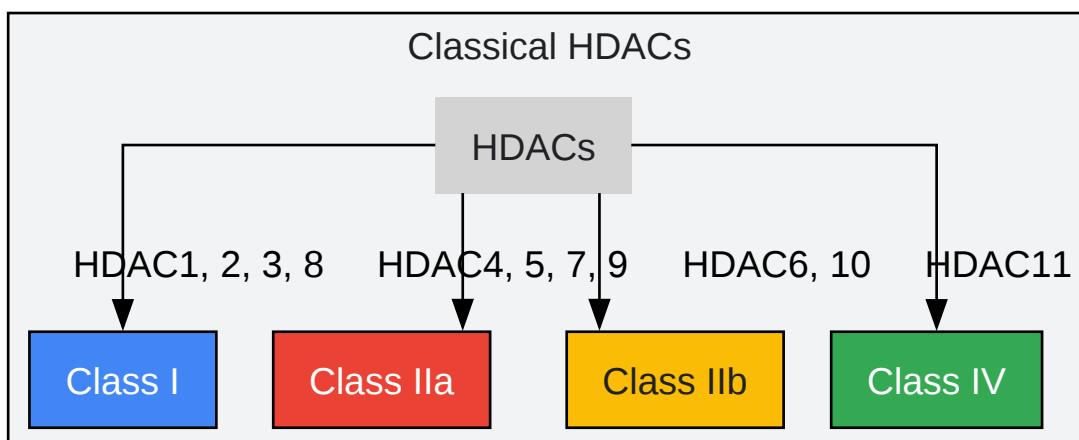 Classical HDACs
HDACs
HDAC1, 2, 3, 8
HDAC4, 5, 7, 9
HDAC6, 10
HDAC11
Class I
Class IIa
Class IIb
Class IV